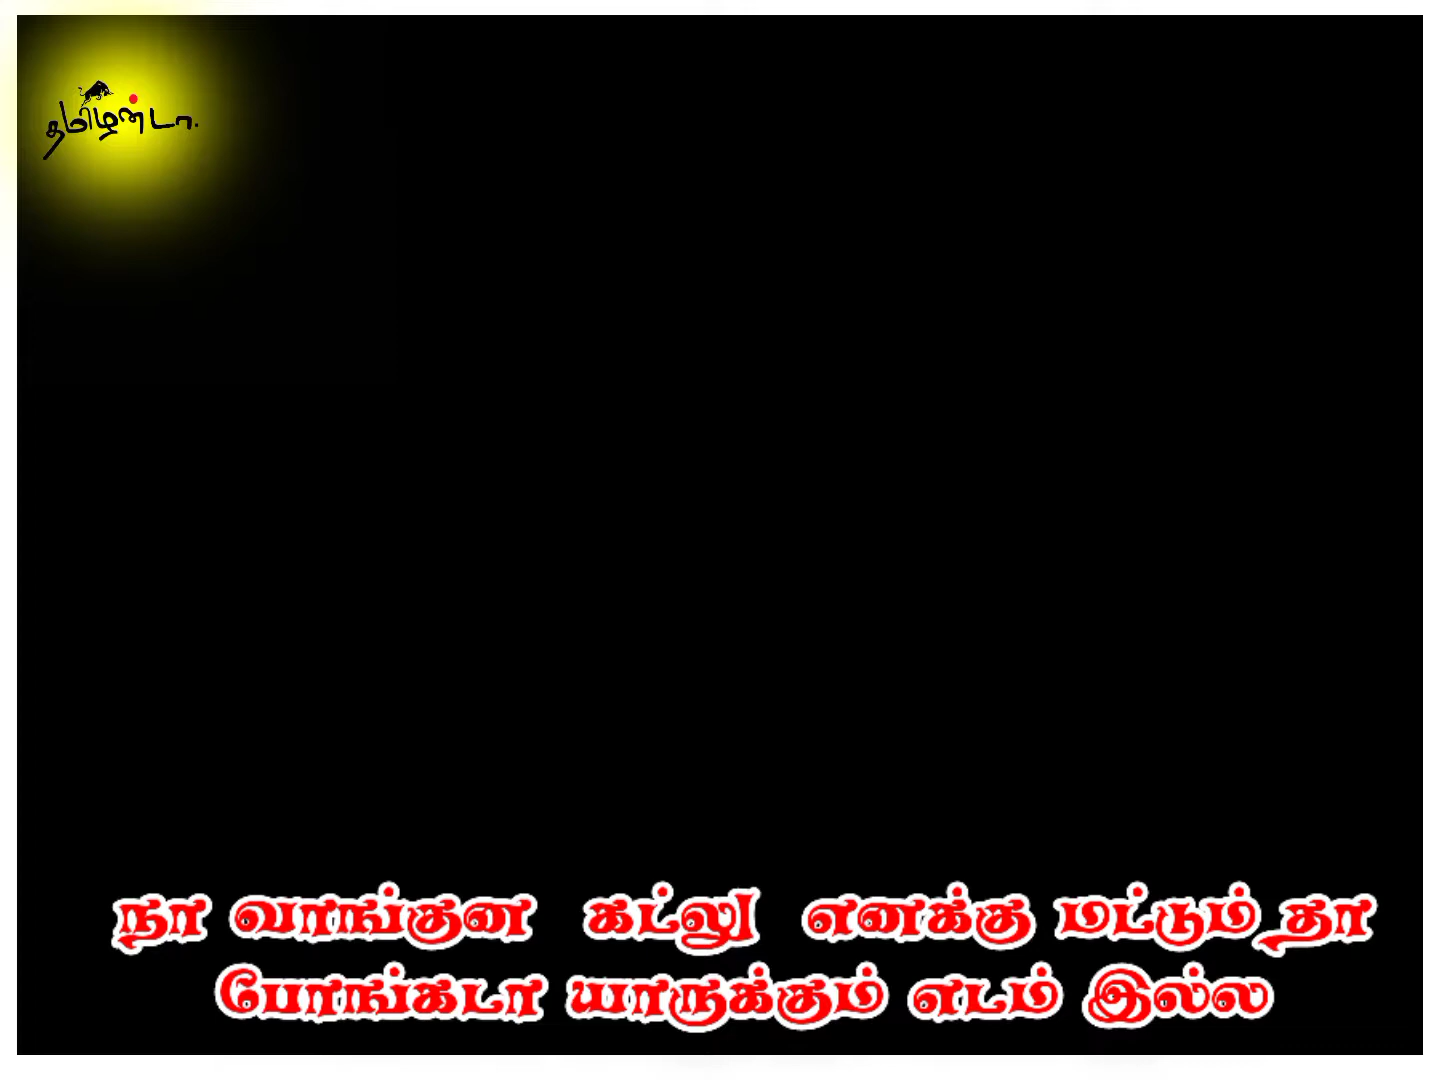 தமிழன்டா.
நா வாங்குன கட்லு எனக்கு மட்டும் தா
போங்கடா யாருக்கும் எடம் இல்ல